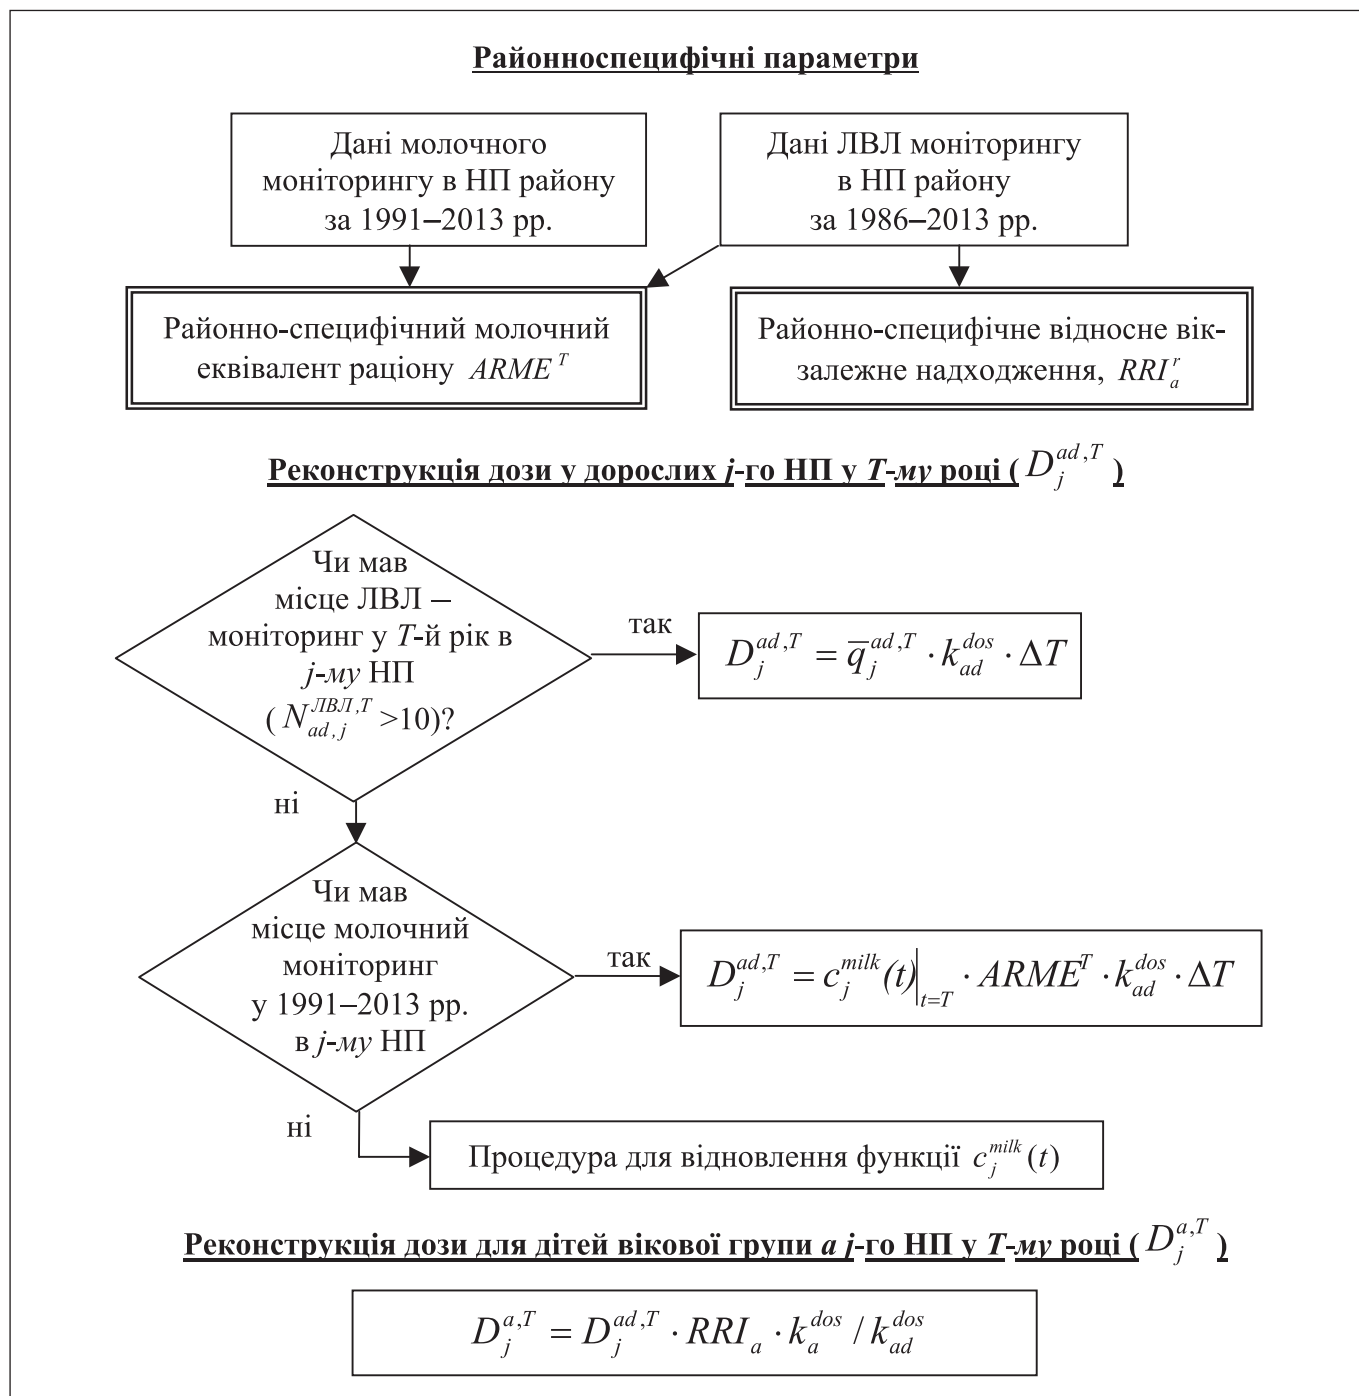 Районноспецифічні параметри
Дані молочного
моніторингу в НП району
за 1991–2013 рр.
Дані ЛВЛ моніторингу
в НП району
за 1986–2013 рр.
Районно-специфічний молочний
еквівалент раціону ARME^T
Районно-специфічне відносне вік-
залежне надходження, RRI_a^r
Реконструкція дози у дорослих j-го НП у T-му році ( D_j^{ad,T} )
Чи мав
місце ЛВЛ –
моніторинг у T-й рік в
j-му НП
( N_{ad,j}^{ЛВЛ,T} >10)?
так
D_j^{ad,T} = \overline{q}_j^{ad,T} · k_{ad}^{dos} · ΔT
ні
Чи мав
місце молочний
моніторинг
у 1991–2013 рр.
в j-му НП
так
D_j^{ad,T} = c_j^{milk}(t)|_{t=T} · ARME^T · k_{ad}^{dos} · ΔT
ні
Процедура для відновлення функції c_j^{milk}(t)
Реконструкція дози для дітей вікової групи a j-го НП у T-му році ( D_j^{a,T} )
D_j^{a,T} = D_j^{ad,T} · RRI_a · k_a^{dos} / k_{ad}^{dos}